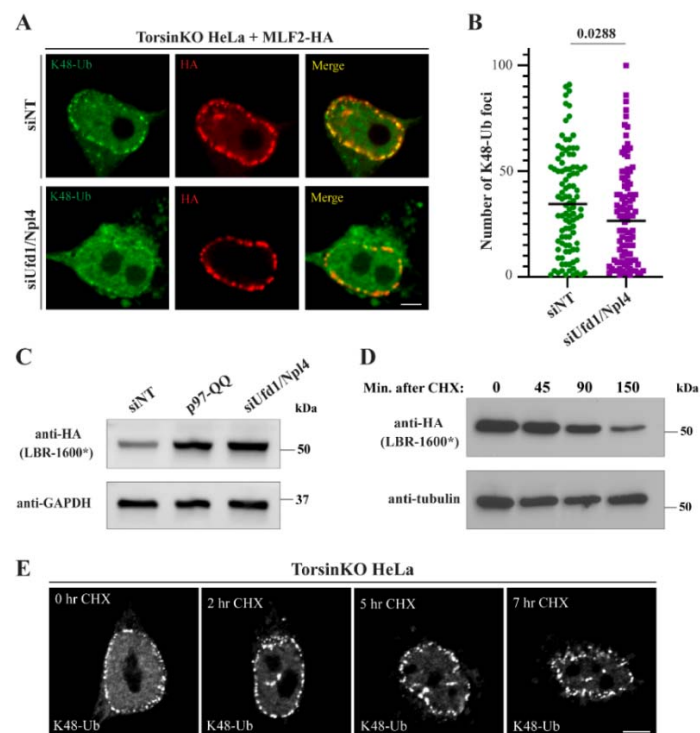 A
TorsinKO HeLa + MLF2-HA
siNT
K48-Ub
HA
Merge
siUfd1/Npl4
K48-Ub
HA
Merge
B
0.0288
Number of K48-Ub foci
100
50
0
siNT
siUfd1/Npl4
C
siNT
p97-QQ
siUfd1/Npl4
kDa
anti-HA
(LBR-1600*)
50
anti-GAPDH
37
D
Min. after CHX: 0 45 90 150 kDa
anti-HA
(LBR-1600*)
50
anti-tubulin
50
E
TorsinKO HeLa
0 hr CHX
2 hr CHX
5 hr CHX
7 hr CHX
K48-Ub
K48-Ub
K48-Ub
K48-Ub